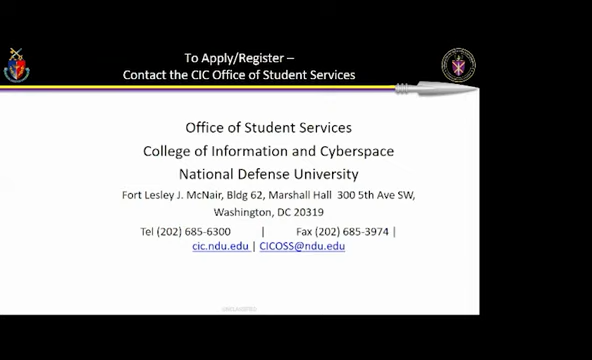 To Apply/Register –
Contact the CIC Office of Student Services
Office of Student Services
College of Information and Cyberspace
National Defense University
Fort Lesley J. McNair, Bldg 62, Marshall Hall 300 5th Ave SW,
Washington, DC 20319
Tel (202) 685-6300 | Fax (202) 685-3974 |
cic.ndu.edu | CICOSS@ndu.edu